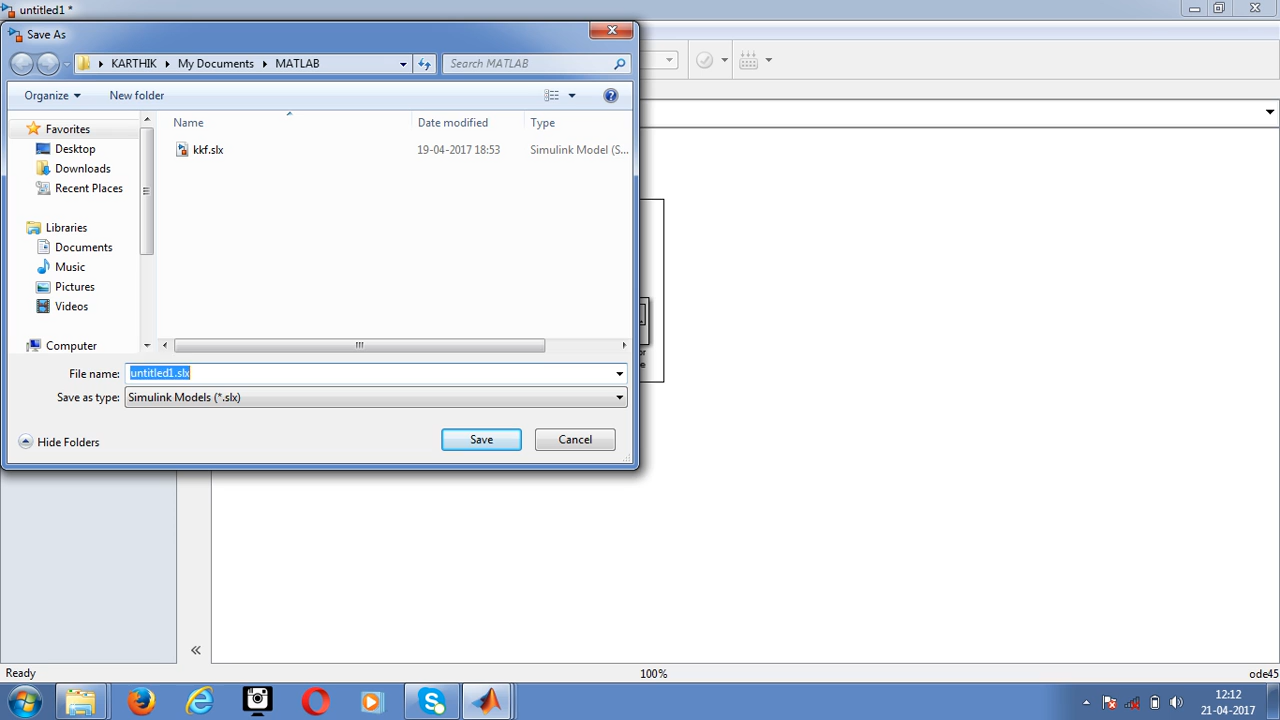 untitled1 *
Save As
KARTHIK My Documents MATLAB Search MATLAB
Organize New folder
Name Date modified Type
Favorites
Desktop
Downloads
Recent Places
Libraries
Documents
Music
Pictures
Videos
Computer
kkf.slx 19-04-2017 18:53 Simulink Model (S...
File name: untitled1.slx
Save as type: Simulink Models (*.slx)
Hide Folders Save Cancel
Ready 100% ode45
12:12
21-04-2017